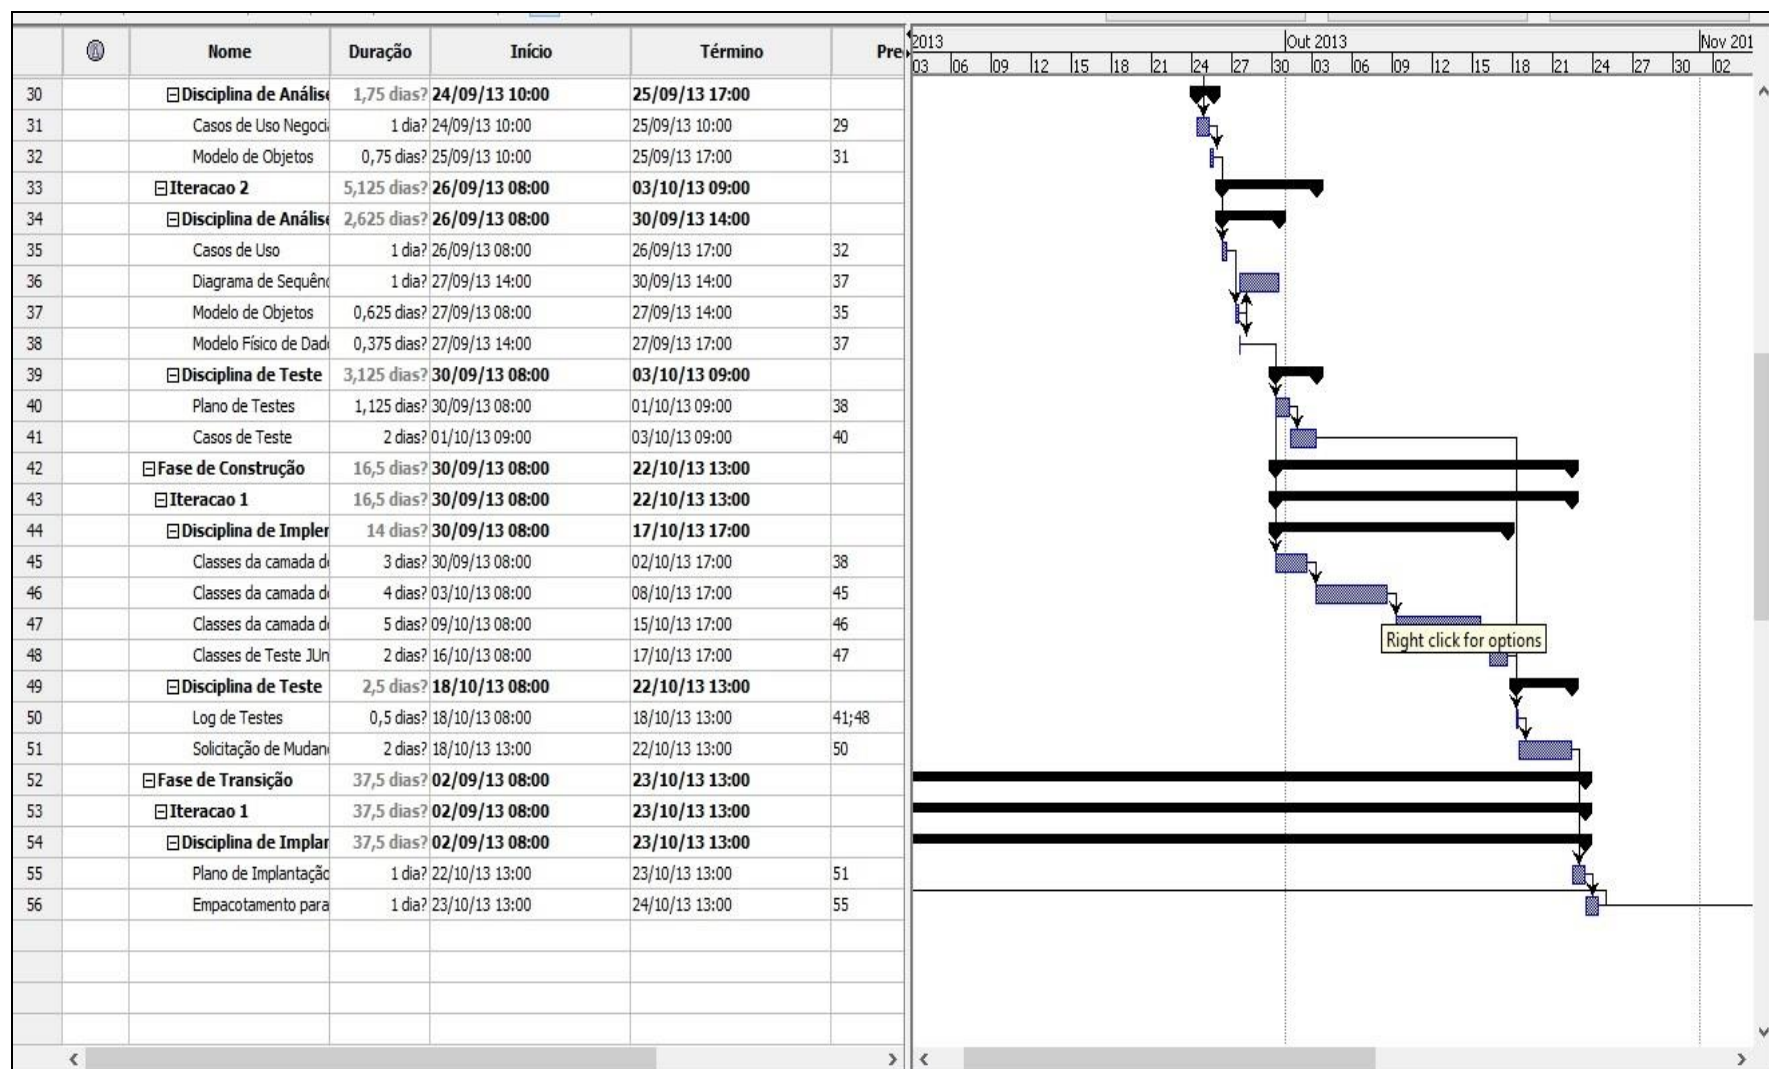 Nome Duração Início Término Pre
2013 Out 2013 Nov 201
03 06 09 12 15 18 21 24 27 30 03 06 09 12 15 18 21 24 27 30 02
30 Disciplina de Análise 1,75 dias? 24/09/13 10:00 25/09/13 17:00
31 Casos de Uso Negoci 1 dia? 24/09/13 10:00 25/09/13 10:00 29
32 Modelo de Objetos 0,75 dias? 25/09/13 10:00 25/09/13 17:00 31
33 Iteracao 2 5,125 dias? 26/09/13 08:00 03/10/13 09:00
34 Disciplina de Análise 2,625 dias? 26/09/13 08:00 30/09/13 14:00
35 Casos de Uso 1 dia? 26/09/13 08:00 26/09/13 17:00 32
36 Diagrama de Sequên 1 dia? 27/09/13 14:00 30/09/13 14:00 37
37 Modelo de Objetos 0,625 dias? 27/09/13 08:00 27/09/13 14:00 35
38 Modelo Físico de Dad 0,375 dias? 27/09/13 14:00 27/09/13 17:00 37
39 Disciplina de Teste 3,125 dias? 30/09/13 08:00 03/10/13 09:00
40 Plano de Testes 1,125 dias? 30/09/13 08:00 01/10/13 09:00 38
41 Casos de Teste 2 dias? 01/10/13 09:00 03/10/13 09:00 40
42 Fase de Construção 16,5 dias? 30/09/13 08:00 22/10/13 13:00
43 Iteracao 1 16,5 dias? 30/09/13 08:00 22/10/13 13:00
44 Disciplina de Impler 14 dias? 30/09/13 08:00 17/10/13 17:00
45 Classes da camada d 3 dias? 30/09/13 08:00 02/10/13 17:00 38
46 Classes da camada d 4 dias? 03/10/13 08:00 08/10/13 17:00 45
47 Classes da camada d 5 dias? 09/10/13 08:00 15/10/13 17:00 46
Right click for options
48 Classes de Teste JUn 2 dias? 16/10/13 08:00 17/10/13 17:00 47
49 Disciplina de Teste 2,5 dias? 18/10/13 08:00 22/10/13 13:00
50 Log de Testes 0,5 dias? 18/10/13 08:00 18/10/13 13:00 41;48
51 Solicitação de Mudan 2 dias? 18/10/13 13:00 22/10/13 13:00 50
52 Fase de Transição 37,5 dias? 02/09/13 08:00 23/10/13 13:00
53 Iteracao 1 37,5 dias? 02/09/13 08:00 23/10/13 13:00
54 Disciplina de Implar 37,5 dias? 02/09/13 08:00 23/10/13 13:00
55 Plano de Implantação 1 dia? 22/10/13 13:00 23/10/13 13:00 51
56 Empacotamento para 1 dia? 23/10/13 13:00 24/10/13 13:00 55